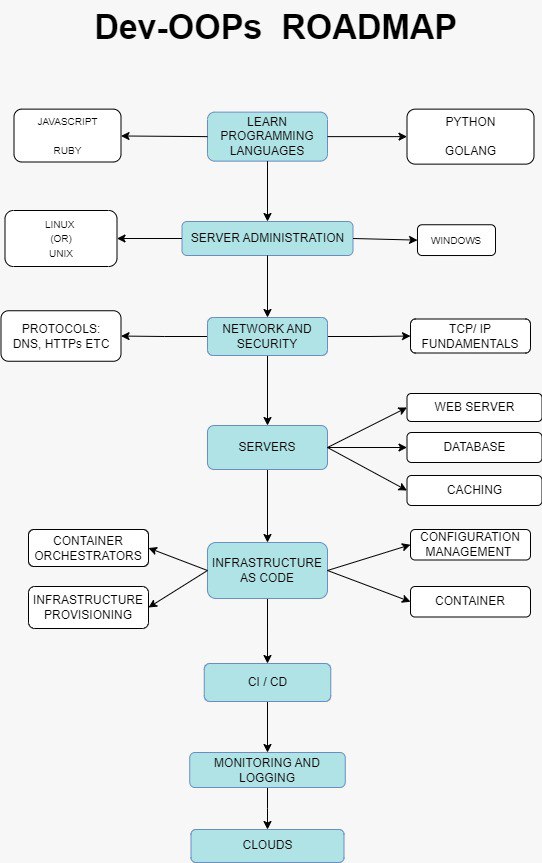 Dev-OOPs ROADMAP
JAVASCRIPT
RUBY
LEARN
PROGRAMMING
LANGUAGES
PYTHON
GOLANG
LINUX
(OR)
UNIX
SERVER ADMINISTRATION
WINDOWS
PROTOCOLS:
DNS, HTTPs ETC
NETWORK AND
SECURITY
TCP/ IP
FUNDAMENTALS
SERVERS
WEB SERVER
DATABASE
CACHING
CONTAINER
ORCHESTRATORS
INFRASTRUCTURE
PROVISIONING
INFRASTRUCTURE
AS CODE
CONFIGURATION
MANAGEMENT
CONTAINER
CI / CD
MONITORING AND
LOGGING
CLOUDS